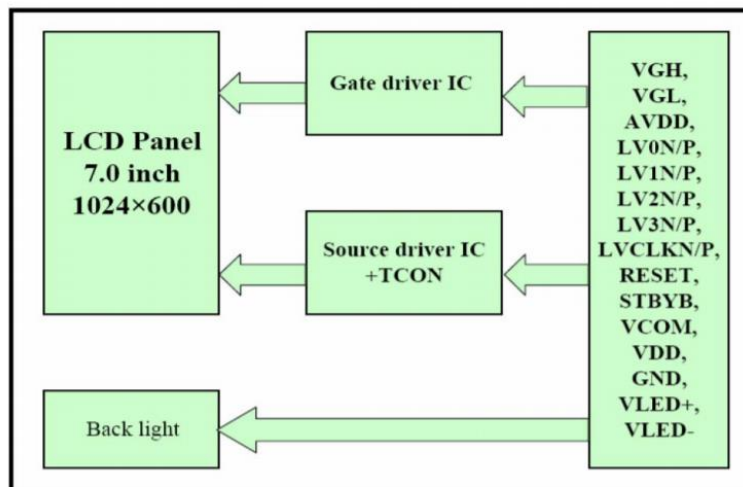 LCD Panel
7.0 inch
1024×600
Gate driver IC
Source driver IC
+TCON
Back light
VGH,
VGL,
AVDD,
LV0N/P,
LV1N/P,
LV2N/P,
LV3N/P,
LVCLKN/P,
RESET,
STBYB,
VCOM,
VDD,
GND,
VLED+,
VLED-